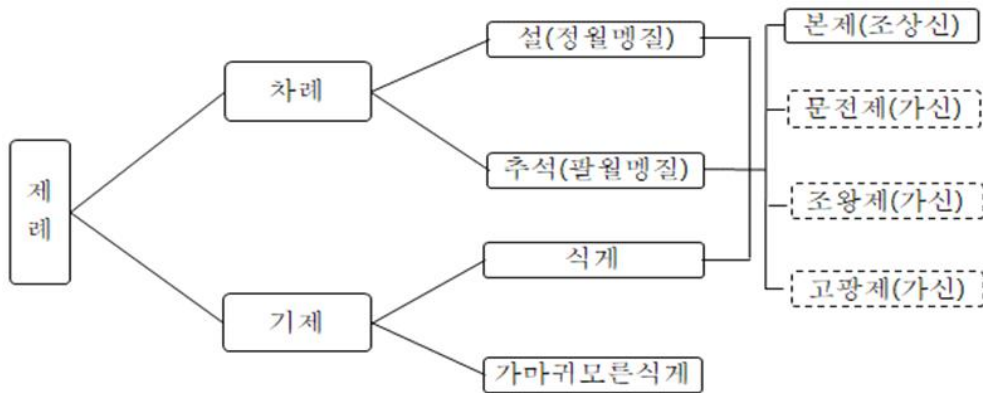 제
례
차례
기제
설(정월멩질)
추석(팔월멩질)
식게
가마귀모른식게
본제(조상신)
문전제(가신)
조왕제(가신)
고팡제(가신)